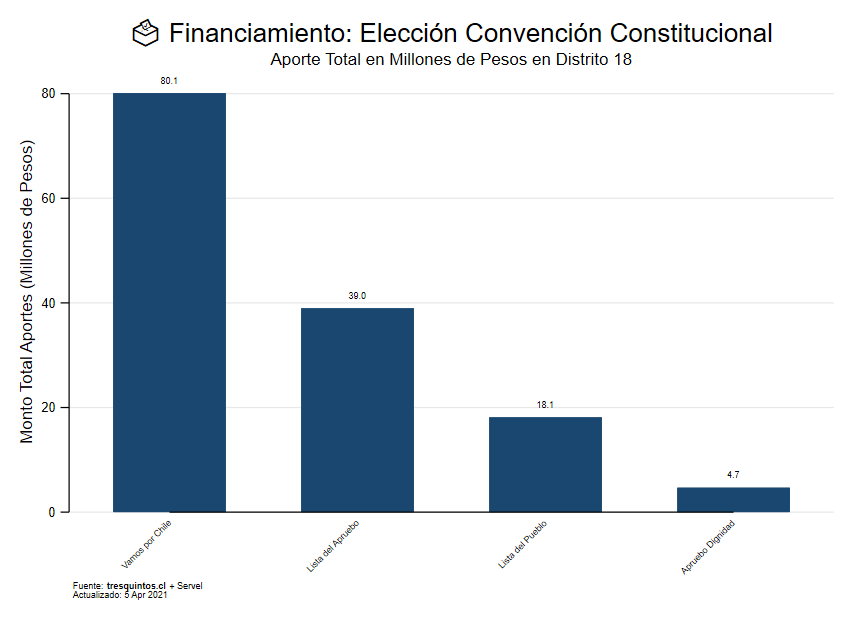 Financiamiento: Elección Convención Constitucional
Aporte Total en Millones de Pesos en Distrito 18
Monto Total Aportes (Millones de Pesos)
80
60
40
20
0
80.1
39.0
18.1
4.7
Vamos por Chile
Lista del Apruebo
Lista del Pueblo
Apruebo Dignidad
Fuente: tresquintos.cl + Servel
Actualizado: 5 Apr 2021